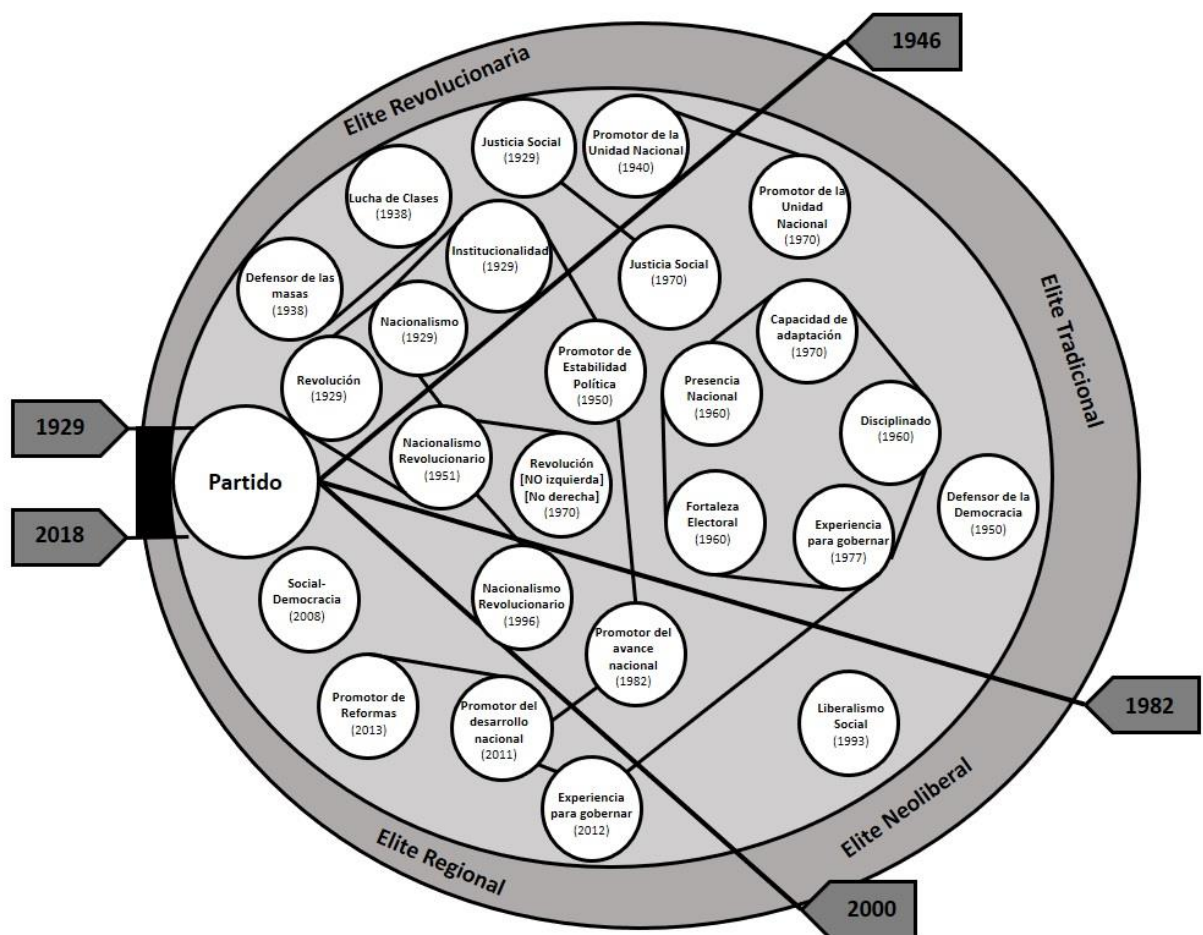 1946
Elite Revolucionaria
Justicia Social
(1929)
Promotor de la
Unidad Nacional
(1940)
Lucha de Clases
(1938)
Promotor de la
Unidad
Nacional
(1970)
Institucionalidad
(1929)
Justicia Social
(1970)
Defensor de las
masas
(1938)
Elite Tradicional
Nacionalismo
(1929)
Capacidad de
adaptación
(1970)
Promotor de
Estabilidad
Política
(1950)
Revolución
(1929)
Presencia
Nacional
(1960)
Disciplinado
(1960)
1929
Nacionalismo
Revolucionario
(1951)
Revolución
[NO izquierda]
[No derecha]
(1970)
Partido
Fortaleza
Electoral
(1960)
Experiencia
para gobernar
(1977)
Defensor de la
Democracia
(1950)
2018
Social-
Democracia
(2008)
Nacionalismo
Revolucionario
(1996)
Promotor del
avance
nacional
(1982)
Promotor de
Reformas
(2013)
Promotor del
desarrollo
nacional
(2011)
Liberalismo
Social
(1993)
1982
Experiencia
para gobernar
(2012)
Elite Neoliberal
Elite Regional
2000